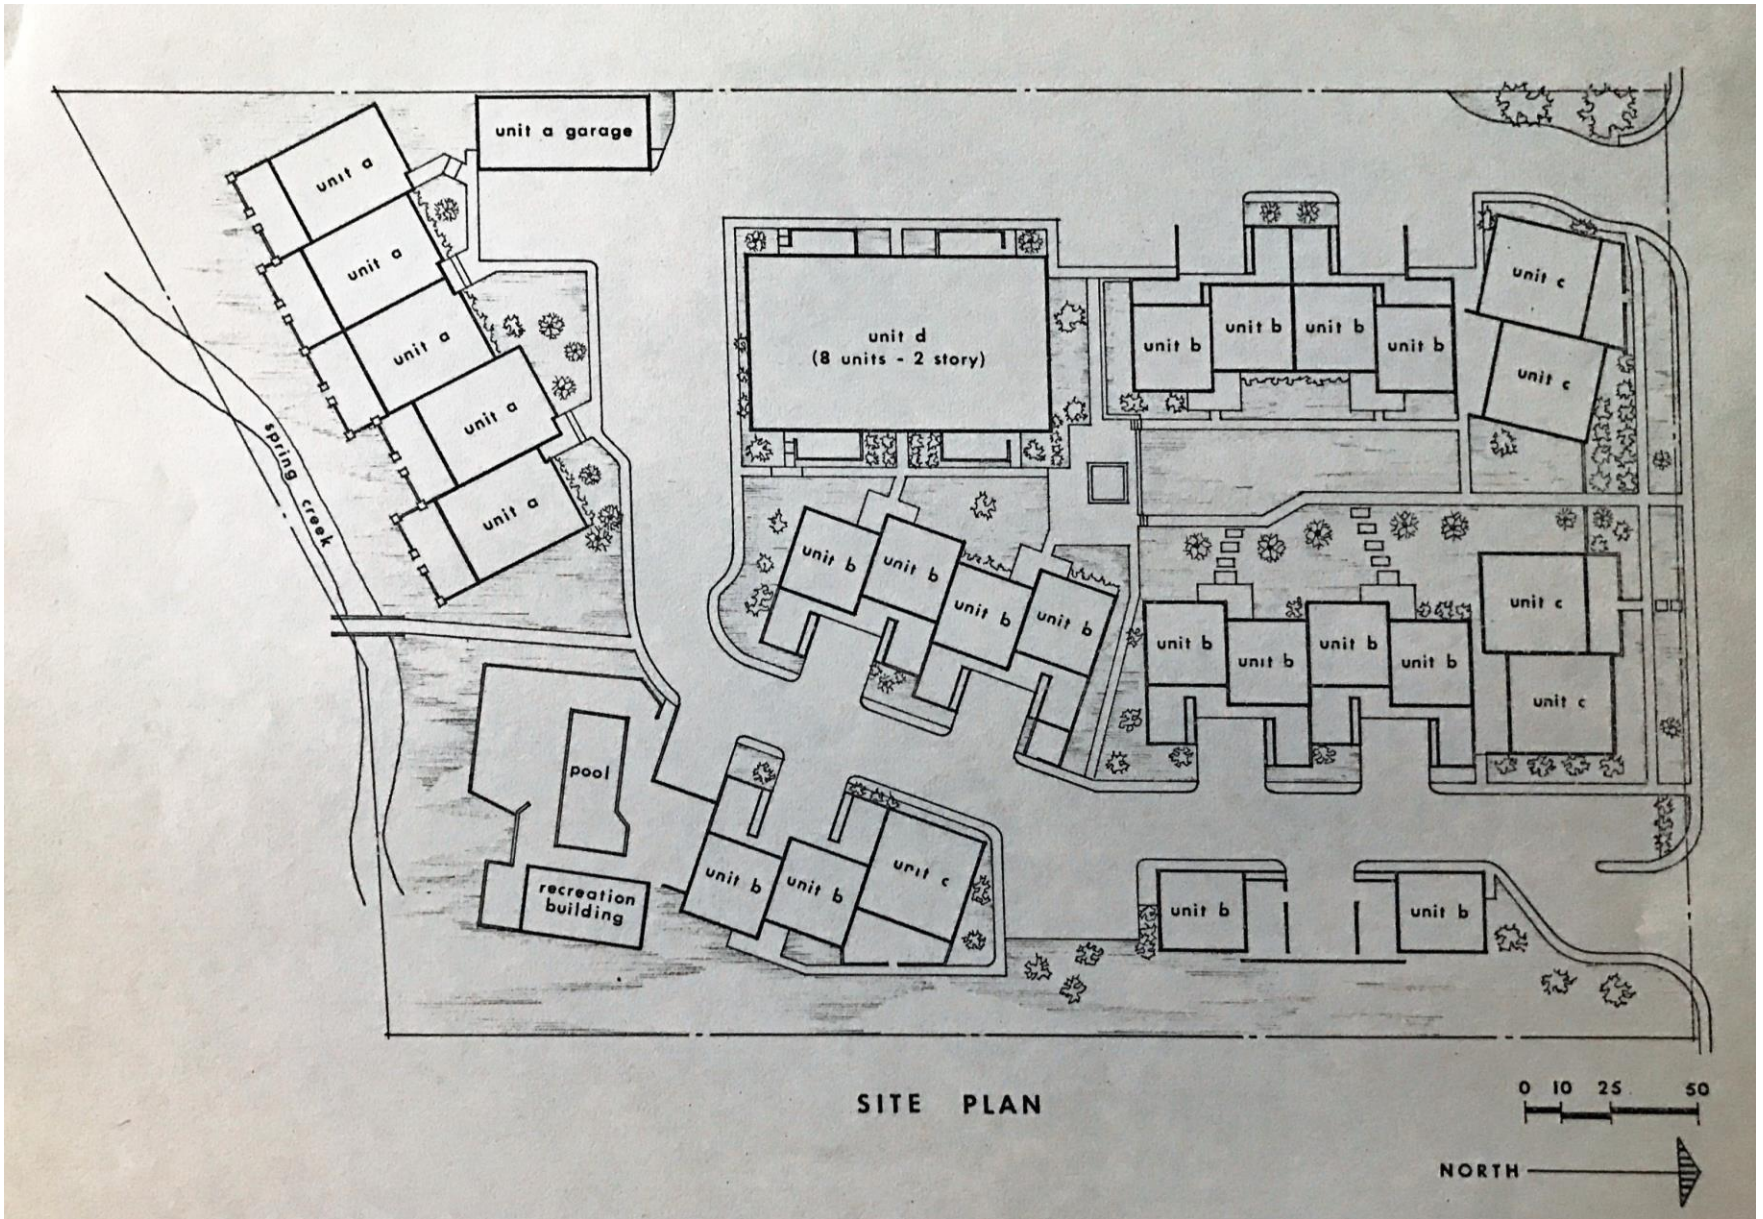 unit a garage
unit a
unit a
unit a
unit a
unit a
spring creek
unit d
(8 units - 2 story)
unit b
unit b
unit b
unit b
unit c
unit c
unit b
unit b
unit b
unit b
unit b
unit b
unit b
unit b
unit c
unit c
pool
recreation
building
unit b
unit b
unit c
unit b
unit b
SITE PLAN
0 10 25 50
NORTH